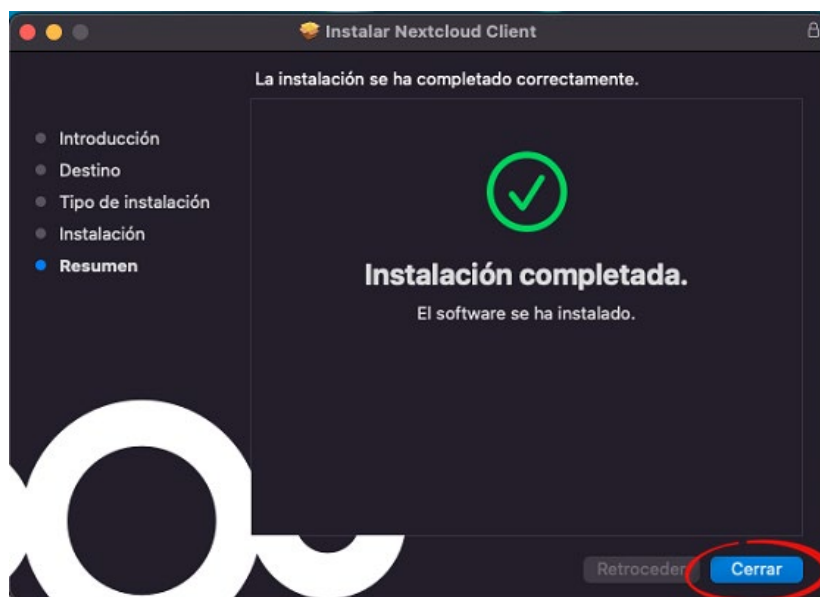 Instalar Nextcloud Client
La instalación se ha completado correctamente.
Introducción
Destino
Tipo de instalación
Instalación
Resumen
Instalación completada.
El software se ha instalado.
Retroceder
Cerrar